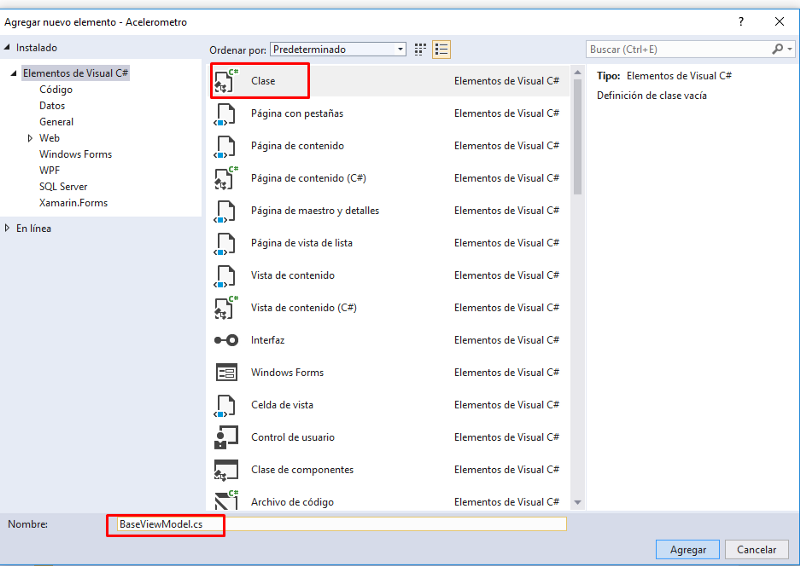 Agregar nuevo elemento - Acelerometro
?
Instalado
Ordenar por: Predeterminado
Buscar (Ctrl+E)
Elementos de Visual C#
Código
Datos
General
Web
Windows Forms
WPF
SQL Server
Xamarin.Forms
En línea
C# Clase Elementos de Visual C#
Página con pestañas Elementos de Visual C#
Página de contenido Elementos de Visual C#
C# Página de contenido (C#) Elementos de Visual C#
Página de maestro y detalles Elementos de Visual C#
Página de vista de lista Elementos de Visual C#
Vista de contenido Elementos de Visual C#
C# Vista de contenido (C#) Elementos de Visual C#
Interfaz Elementos de Visual C#
Windows Forms Elementos de Visual C#
Celda de vista Elementos de Visual C#
Control de usuario Elementos de Visual C#
Clase de componentes Elementos de Visual C#
C# Archivo de código Elementos de Visual C#
Tipo: Elementos de Visual C#
Definición de clase vacía
Nombre: BaseViewModel.cs
Agregar Cancelar